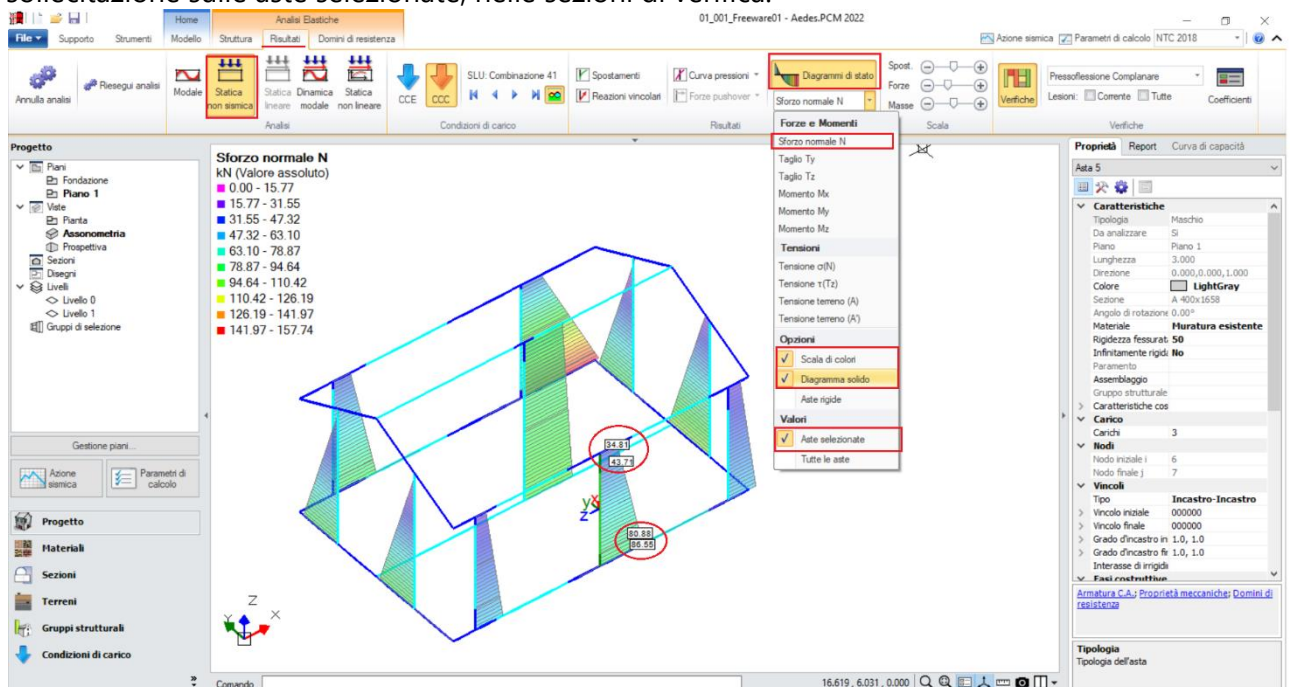 sollecitazione sulle aste selezionate, nelle sezioni di verifica.
Home
Analisi Elastiche
01_001_Freeware01 - Aedes.PCM 2022
File
Supporto
Strumenti
Modello
Struttura
Risultati
Domini di resistenza
Azione sismica
Parametri di calcolo
NTC 2018
Annulla analisi
Riesegui analisi
Modale
Statica non sismica
Statica lineare
Dinamica modale
Statica non lineare
Analisi
CCE
CCC
SLU: Combinazione 41
Condizioni di carico
Spostamenti
Reazioni vincolari
Curva pressioni
Forze pushover
Diagrammi di stato
Sforzo normale N
Risultati
Spost.
Forze
Masse
Scala
Verifiche
Pressoflessione Complanare
Lesioni:
Corrente
Tutte
Coefficienti
Verifiche
Forze e Momenti
Sforzo normale N
Taglio Ty
Taglio Tz
Momento Mx
Momento My
Momento Mz
Tensioni
Tensione σ(N)
Tensione τ(Tz)
Tensione terreno (A)
Tensione terreno (A')
Opzioni
Scala di colori
Diagramma solido
Aste rigide
Valori
Aste selezionate
Tutte le aste
Progetto
Piani
Fondazione
Piano 1
Viste
Pianta
Assonometria
Prospettiva
Sezioni
Disegni
Livelli
Livello 0
Livello 1
Gruppi di selezione
Gestione piani...
Azione sismica
Parametri di calcolo
Progetto
Materiali
Sezioni
Terreni
Gruppi strutturali
Condizioni di carico
Sforzo normale N
kN (Valore assoluto)
0.00 - 15.77
15.77 - 31.55
31.55 - 47.32
47.32 - 63.10
63.10 - 78.87
78.87 - 94.64
94.64 - 110.42
110.42 - 126.19
126.19 - 141.97
141.97 - 157.74
34.81
43.71
80.88
86.55
y
x
z
Z
Y
X
Comando
16.619 , 6.031 , 0.000
Proprietà
Report
Curva di capacità
Asta 5
Caratteristiche
Tipologia Maschio
Da analizzare Si
Piano Piano 1
Lunghezza 3.000
Direzione 0.000,0.000,1.000
Colore LightGray
Sezione A 400x1658
Angolo di rotazione 0.00°
Materiale Muratura esistente
Rigidezza fessurat 50
Infinitamente rigid No
Paramento
Assemblaggio
Gruppo strutturale
Caratteristiche cos
Carico
Carichi 3
Nodi
Nodo iniziale i 6
Nodo finale j 7
Vincoli
Tipo Incastro-Incastro
Vincolo iniziale 000000
Vincolo finale 000000
Grado d'incastro in 1.0, 1.0
Grado d'incastro fi 1.0, 1.0
Interasse di irrigidi
Fasi costruttive
Armatura C.A.; Proprietà meccaniche; Domini di
resistenza
Tipologia
Tipologia dell'asta